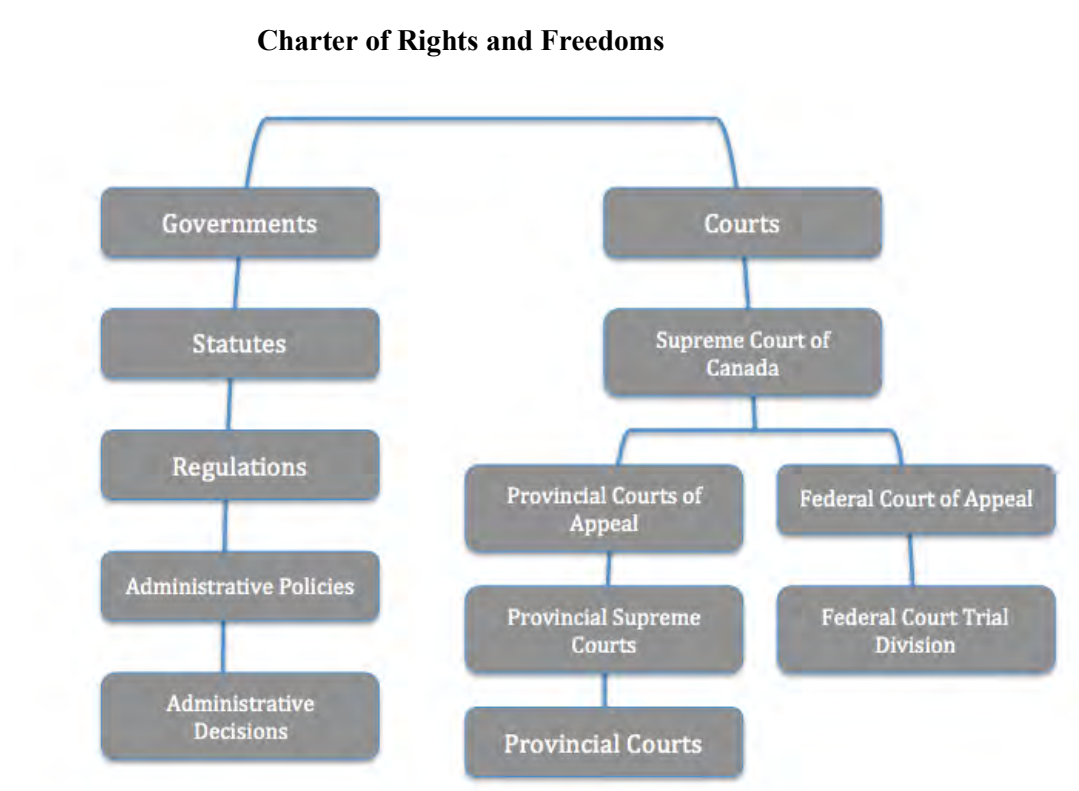 Charter of Rights and Freedoms
Governments
Courts
Statutes
Supreme Court of
Canada
Regulations
Provincial Courts of
Appeal
Federal Court of Appeal
Administrative Policies
Provincial Supreme
Courts
Federal Court Trial
Division
Administrative
Decisions
Provincial Courts